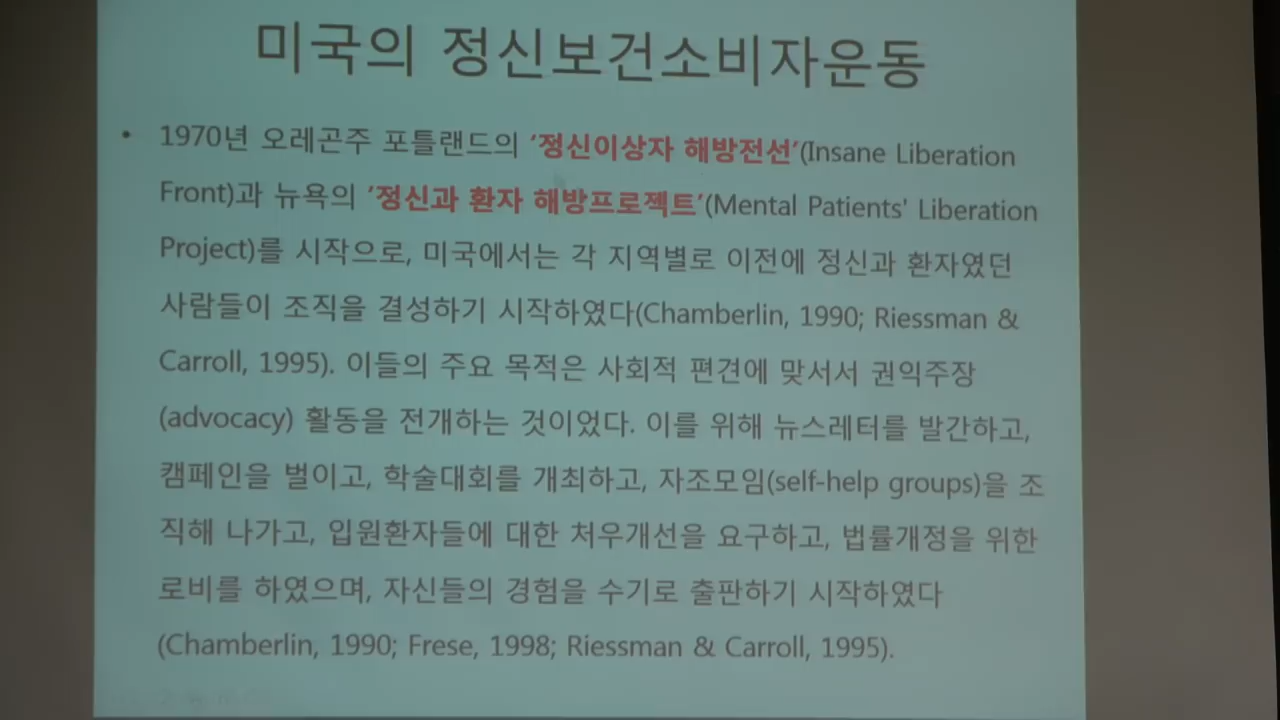 미국의 정신보건소비자운동
• 1970년 오레곤주 포틀랜드의 '정신이상자 해방전선'(Insane Liberation
Front)과 뉴욕의 '정신과 환자 해방프로젝트'(Mental Patients' Liberation
Project)를 시작으로, 미국에서는 각 지역별로 이전에 정신과 환자였던
사람들이 조직을 결성하기 시작하였다(Chamberlin, 1990; Riessman &
Carroll, 1995). 이들의 주요 목적은 사회적 편견에 맞서서 권익주장
(advocacy) 활동을 전개하는 것이었다. 이를 위해 뉴스레터를 발간하고,
캠페인을 벌이고, 학술대회를 개최하고, 자조모임(self-help groups)을 조
직해 나가고, 입원환자들에 대한 처우개선을 요구하고, 법률개정을 위한
로비를 하였으며, 자신들의 경험을 수기로 출판하기 시작하였다
(Chamberlin, 1990; Frese, 1998; Riessman & Carroll, 1995).